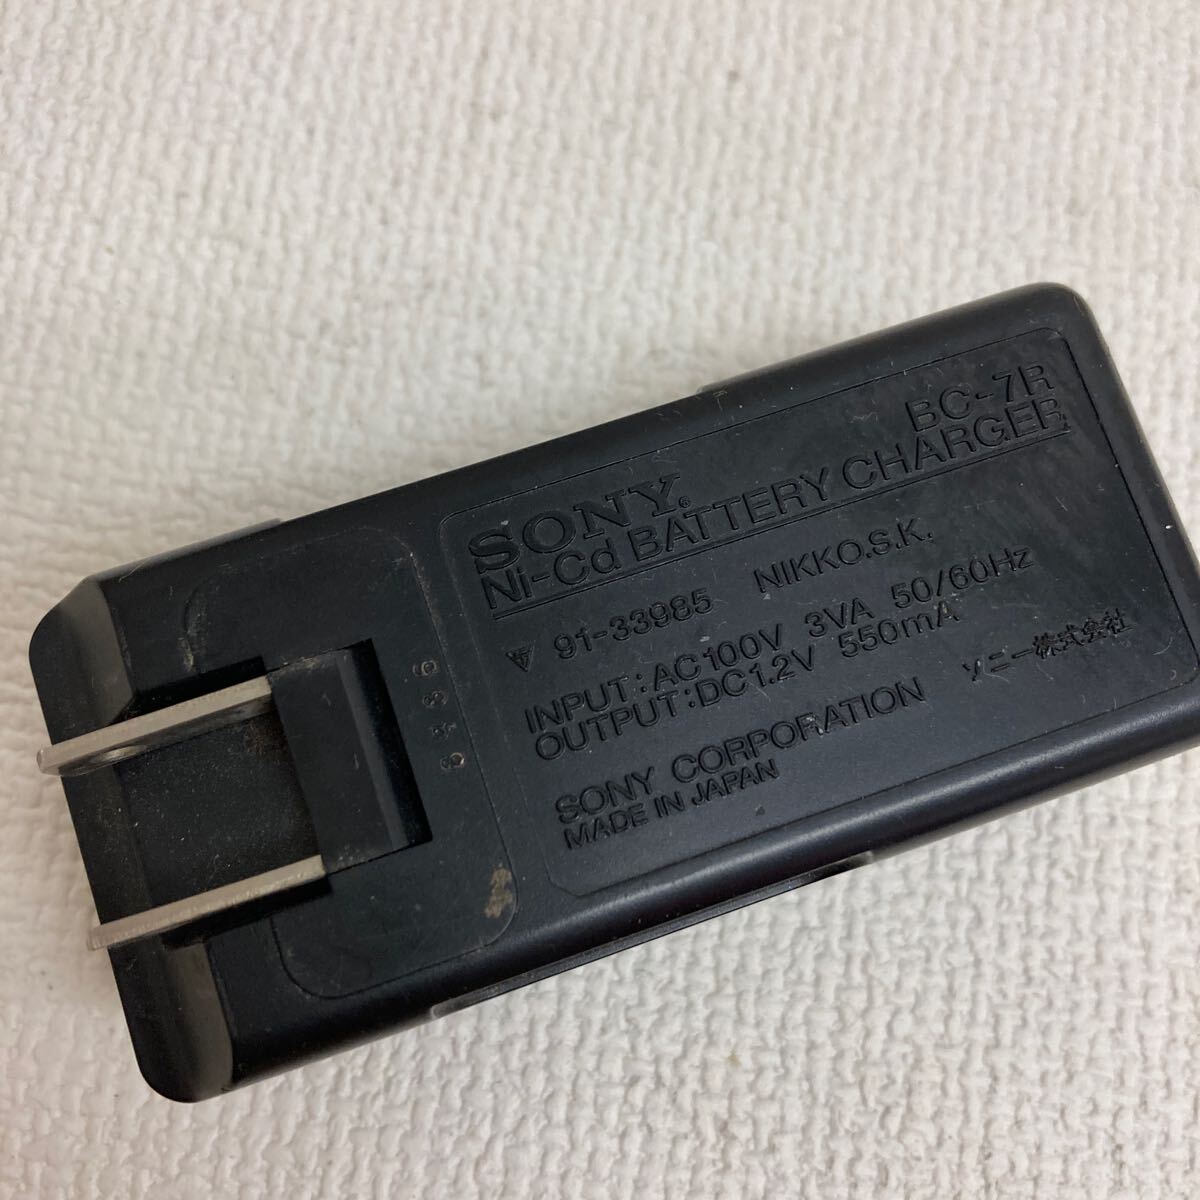 BC-7R
SONY®
Ni-Cd BATTERY CHARGER
91-33985 NIKKO.S.K.
INPUT:AC100V 3VA 50/60Hz
OUTPUT:DC1.2V 550mA
SONY CORPORATION ソニー株式会社
MADE IN JAPAN